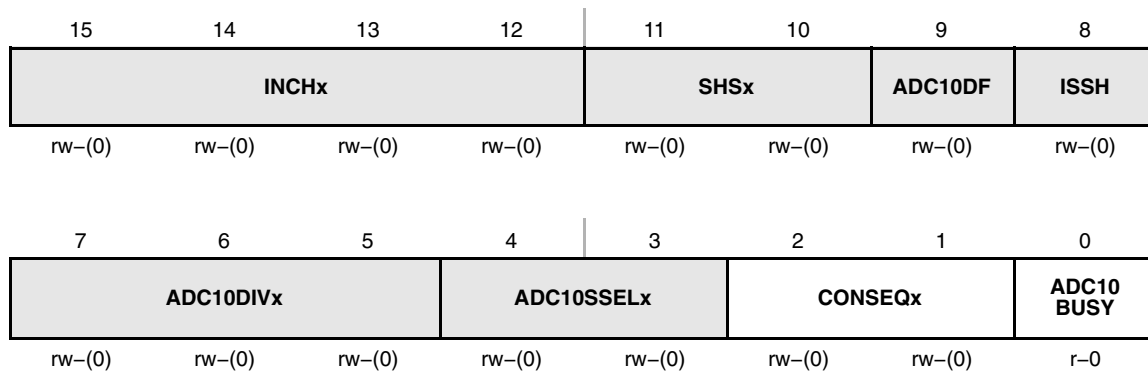 15 14 13 12 11 10 9 8
INCHx SHSx ADC10DF ISSH
rw−(0) rw−(0) rw−(0) rw−(0) rw−(0) rw−(0) rw−(0) rw−(0)
7 6 5 4 3 2 1 0
ADC10DIVx ADC10SSELx CONSEQx ADC10
BUSY
rw−(0) rw−(0) rw−(0) rw−(0) rw−(0) rw−(0) rw−(0) r−0